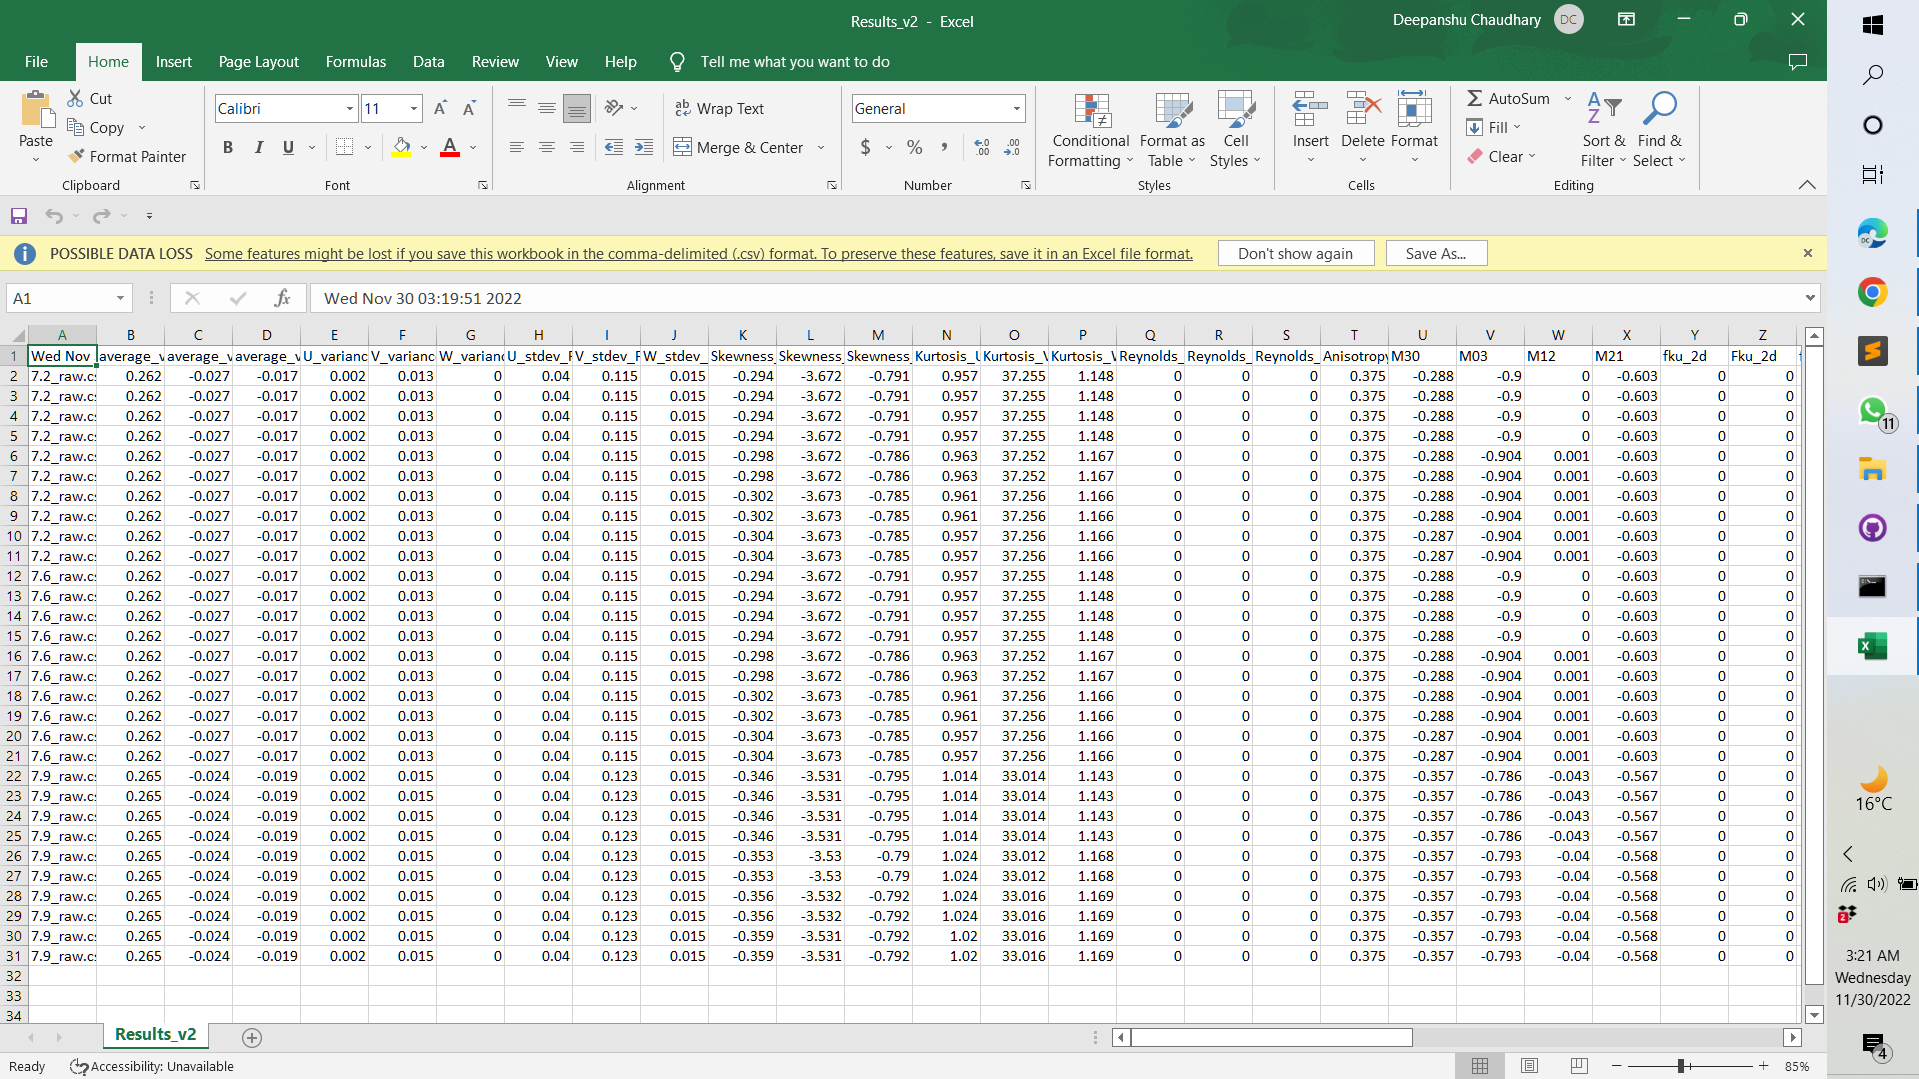 Results_v2 - Excel
Deepanshu Chaudhary DC
File Home Insert Page Layout Formulas Data Review View Help Tell me what you want to do
Paste
Cut
Copy
Format Painter
Clipboard
Calibri 11
B I U A
Font
Wrap Text
Merge & Center
Alignment
General
$ % ,
Number
Conditional Formatting
Format as Table
Cell Styles
Styles
Insert Delete Format
Cells
AutoSum
Fill
Clear
Sort & Filter
Find & Select
Editing
POSSIBLE DATA LOSS Some features might be lost if you save this workbook in the comma-delimited (.csv) format. To preserve these features, save it in an Excel file format. Don't show again Save As...
A1 fx Wed Nov 30 03:19:51 2022
A B C D E F G H I J K L M N O P Q R S T U V W X Y Z
1 Wed Nov average_v average_v average_v U_varianc V_varianc W_varianc U_stdev_F V_stdev_F W_stdev_ Skewness_ Skewness_ Skewness_ Kurtosis_U Kurtosis_V Kurtosis_W Reynolds_ Reynolds_ Reynolds_ Anisotropy M30 M03 M12 M21 fku_2d Fku_2d f
2 7.2_raw.cs 0.262 -0.027 -0.017 0.002 0.013 0 0.04 0.115 0.015 -0.294 -3.672 -0.791 0.957 37.255 1.148 0 0 0 0.375 -0.288 -0.9 0 -0.603 0 0
3 7.2_raw.cs 0.262 -0.027 -0.017 0.002 0.013 0 0.04 0.115 0.015 -0.294 -3.672 -0.791 0.957 37.255 1.148 0 0 0 0.375 -0.288 -0.9 0 -0.603 0 0
4 7.2_raw.cs 0.262 -0.027 -0.017 0.002 0.013 0 0.04 0.115 0.015 -0.294 -3.672 -0.791 0.957 37.255 1.148 0 0 0 0.375 -0.288 -0.9 0 -0.603 0 0
5 7.2_raw.cs 0.262 -0.027 -0.017 0.002 0.013 0 0.04 0.115 0.015 -0.294 -3.672 -0.791 0.957 37.255 1.148 0 0 0 0.375 -0.288 -0.9 0 -0.603 0 0
6 7.2_raw.cs 0.262 -0.027 -0.017 0.002 0.013 0 0.04 0.115 0.015 -0.298 -3.672 -0.786 0.963 37.252 1.167 0 0 0 0.375 -0.288 -0.904 0.001 -0.603 0 0
7 7.2_raw.cs 0.262 -0.027 -0.017 0.002 0.013 0 0.04 0.115 0.015 -0.298 -3.672 -0.786 0.963 37.252 1.167 0 0 0 0.375 -0.288 -0.904 0.001 -0.603 0 0
8 7.2_raw.cs 0.262 -0.027 -0.017 0.002 0.013 0 0.04 0.115 0.015 -0.302 -3.673 -0.785 0.961 37.256 1.166 0 0 0 0.375 -0.288 -0.904 0.001 -0.603 0 0
9 7.2_raw.cs 0.262 -0.027 -0.017 0.002 0.013 0 0.04 0.115 0.015 -0.302 -3.673 -0.785 0.961 37.256 1.166 0 0 0 0.375 -0.288 -0.904 0.001 -0.603 0 0
10 7.2_raw.cs 0.262 -0.027 -0.017 0.002 0.013 0 0.04 0.115 0.015 -0.304 -3.673 -0.785 0.957 37.256 1.166 0 0 0 0.375 -0.287 -0.904 0.001 -0.603 0 0
11 7.2_raw.cs 0.262 -0.027 -0.017 0.002 0.013 0 0.04 0.115 0.015 -0.304 -3.673 -0.785 0.957 37.256 1.166 0 0 0 0.375 -0.287 -0.904 0.001 -0.603 0 0
12 7.6_raw.cs 0.262 -0.027 -0.017 0.002 0.013 0 0.04 0.115 0.015 -0.294 -3.672 -0.791 0.957 37.255 1.148 0 0 0 0.375 -0.288 -0.9 0 -0.603 0 0
13 7.6_raw.cs 0.262 -0.027 -0.017 0.002 0.013 0 0.04 0.115 0.015 -0.294 -3.672 -0.791 0.957 37.255 1.148 0 0 0 0.375 -0.288 -0.9 0 -0.603 0 0
14 7.6_raw.cs 0.262 -0.027 -0.017 0.002 0.013 0 0.04 0.115 0.015 -0.294 -3.672 -0.791 0.957 37.255 1.148 0 0 0 0.375 -0.288 -0.9 0 -0.603 0 0
15 7.6_raw.cs 0.262 -0.027 -0.017 0.002 0.013 0 0.04 0.115 0.015 -0.294 -3.672 -0.791 0.957 37.255 1.148 0 0 0 0.375 -0.288 -0.9 0 -0.603 0 0
16 7.6_raw.cs 0.262 -0.027 -0.017 0.002 0.013 0 0.04 0.115 0.015 -0.298 -3.672 -0.786 0.963 37.252 1.167 0 0 0 0.375 -0.288 -0.904 0.001 -0.603 0 0
17 7.6_raw.cs 0.262 -0.027 -0.017 0.002 0.013 0 0.04 0.115 0.015 -0.298 -3.672 -0.786 0.963 37.252 1.167 0 0 0 0.375 -0.288 -0.904 0.001 -0.603 0 0
18 7.6_raw.cs 0.262 -0.027 -0.017 0.002 0.013 0 0.04 0.115 0.015 -0.302 -3.673 -0.785 0.961 37.256 1.166 0 0 0 0.375 -0.288 -0.904 0.001 -0.603 0 0
19 7.6_raw.cs 0.262 -0.027 -0.017 0.002 0.013 0 0.04 0.115 0.015 -0.302 -3.673 -0.785 0.961 37.256 1.166 0 0 0 0.375 -0.288 -0.904 0.001 -0.603 0 0
20 7.6_raw.cs 0.262 -0.027 -0.017 0.002 0.013 0 0.04 0.115 0.015 -0.304 -3.673 -0.785 0.957 37.256 1.166 0 0 0 0.375 -0.287 -0.904 0.001 -0.603 0 0
21 7.6_raw.cs 0.262 -0.027 -0.017 0.002 0.013 0 0.04 0.115 0.015 -0.304 -3.673 -0.785 0.957 37.256 1.166 0 0 0 0.375 -0.287 -0.904 0.001 -0.603 0 0
22 7.9_raw.cs 0.265 -0.024 -0.019 0.002 0.015 0 0.04 0.123 0.015 -0.346 -3.531 -0.795 1.014 33.014 1.143 0 0 0 0.375 -0.357 -0.786 -0.043 -0.567 0 0
23 7.9_raw.cs 0.265 -0.024 -0.019 0.002 0.015 0 0.04 0.123 0.015 -0.346 -3.531 -0.795 1.014 33.014 1.143 0 0 0 0.375 -0.357 -0.786 -0.043 -0.567 0 0
24 7.9_raw.cs 0.265 -0.024 -0.019 0.002 0.015 0 0.04 0.123 0.015 -0.346 -3.531 -0.795 1.014 33.014 1.143 0 0 0 0.375 -0.357 -0.786 -0.043 -0.567 0 0
25 7.9_raw.cs 0.265 -0.024 -0.019 0.002 0.015 0 0.04 0.123 0.015 -0.346 -3.531 -0.795 1.014 33.014 1.143 0 0 0 0.375 -0.357 -0.786 -0.043 -0.567 0 0
26 7.9_raw.cs 0.265 -0.024 -0.019 0.002 0.015 0 0.04 0.123 0.015 -0.353 -3.53 -0.79 1.024 33.012 1.168 0 0 0 0.375 -0.357 -0.793 -0.04 -0.568 0 0
27 7.9_raw.cs 0.265 -0.024 -0.019 0.002 0.015 0 0.04 0.123 0.015 -0.353 -3.53 -0.79 1.024 33.012 1.168 0 0 0 0.375 -0.357 -0.793 -0.04 -0.568 0 0
28 7.9_raw.cs 0.265 -0.024 -0.019 0.002 0.015 0 0.04 0.123 0.015 -0.356 -3.532 -0.792 1.024 33.016 1.169 0 0 0 0.375 -0.357 -0.793 -0.04 -0.568 0 0
29 7.9_raw.cs 0.265 -0.024 -0.019 0.002 0.015 0 0.04 0.123 0.015 -0.356 -3.532 -0.792 1.024 33.016 1.169 0 0 0 0.375 -0.357 -0.793 -0.04 -0.568 0 0
30 7.9_raw.cs 0.265 -0.024 -0.019 0.002 0.015 0 0.04 0.123 0.015 -0.359 -3.531 -0.792 1.02 33.016 1.169 0 0 0 0.375 -0.357 -0.793 -0.04 -0.568 0 0
31 7.9_raw.cs 0.265 -0.024 -0.019 0.002 0.015 0 0.04 0.123 0.015 -0.359 -3.531 -0.792 1.02 33.016 1.169 0 0 0 0.375 -0.357 -0.793 -0.04 -0.568 0 0
32
33
34
Results_v2
Ready Accessibility: Unavailable 85%
11
16°C
2
3:21 AM
Wednesday
11/30/2022
4